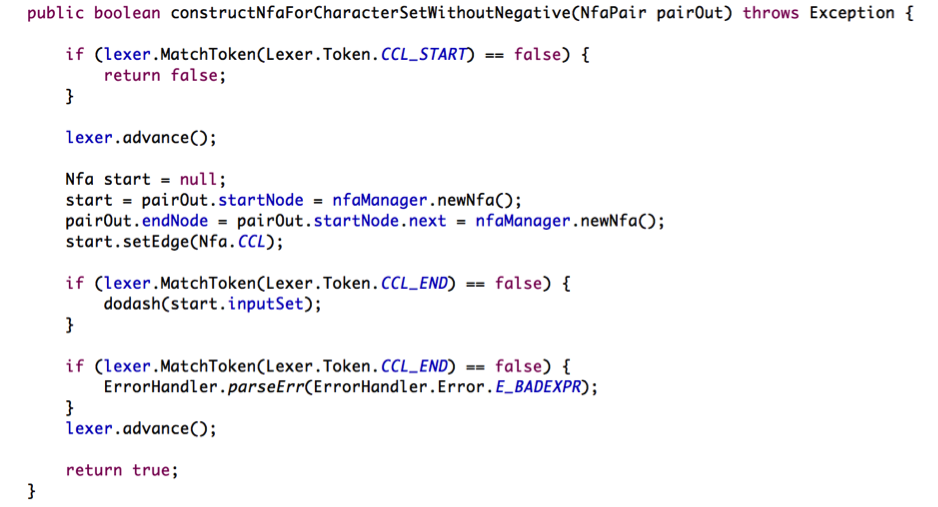 public boolean constructNfaForCharacterSetWithoutNegative(NfaPair pairOut) throws Exception {
if (lexer.MatchToken(Lexer.Token.CCL_START) == false) {
return false;
}
lexer.advance();
Nfa start = null;
start = pairOut.startNode = nfaManager.newNfa();
pairOut.endNode = pairOut.startNode.next = nfaManager.newNfa();
start.setEdge(Nfa.CCL);
if (lexer.MatchToken(Lexer.Token.CCL_END) == false) {
dodash(start.inputSet);
}
if (lexer.MatchToken(Lexer.Token.CCL_END) == false) {
ErrorHandler.parseErr(ErrorHandler.Error.E_BADEXPR);
}
lexer.advance();
return true;
}